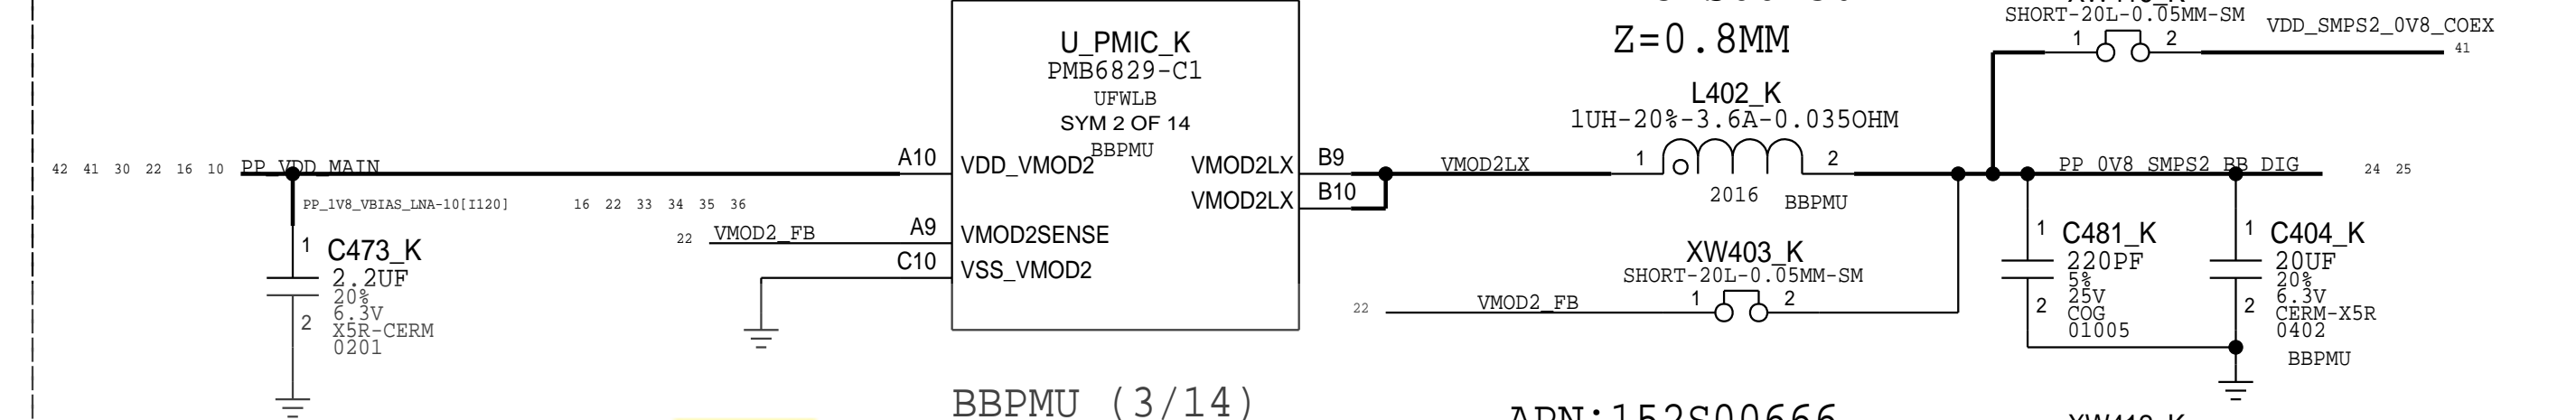 SHORT-20L-0.05MM-SM
VDD_SMPS2_0V8_COEX
1 2
41
U_PMIC_K
PMB6829-C1
UFWLB
SYM 2 OF 14
BBPMU
Z=0.8MM
L402_K
1UH-20%-3.6A-0.035OHM
1 2
2016
BBPMU
42 41 30 22 16 10 PP_VDD_MAIN
A10 VDD_VMOD2
VMOD2LX B9
VMOD2LX
PP_0V8_SMPS2_BB_DIG
24 25
VMOD2LX B10
PP_1V8_VBIAS_LNA-10[I120] 16 22 33 34 35 36
22 VMOD2_FB A9 VMOD2SENSE
C10 VSS_VMOD2
1 C473_K
2.2UF
20%
6.3V
2 X5R-CERM
0201
XW403_K
SHORT-20L-0.05MM-SM
22 VMOD2_FB 1 2
1 C481_K
220PF
5%
25V
2 COG
01005
1 C404_K
20UF
20%
6.3V
2 CERM-X5R
0402
BBPMU
BBPMU (3/14)
APN:152S00666